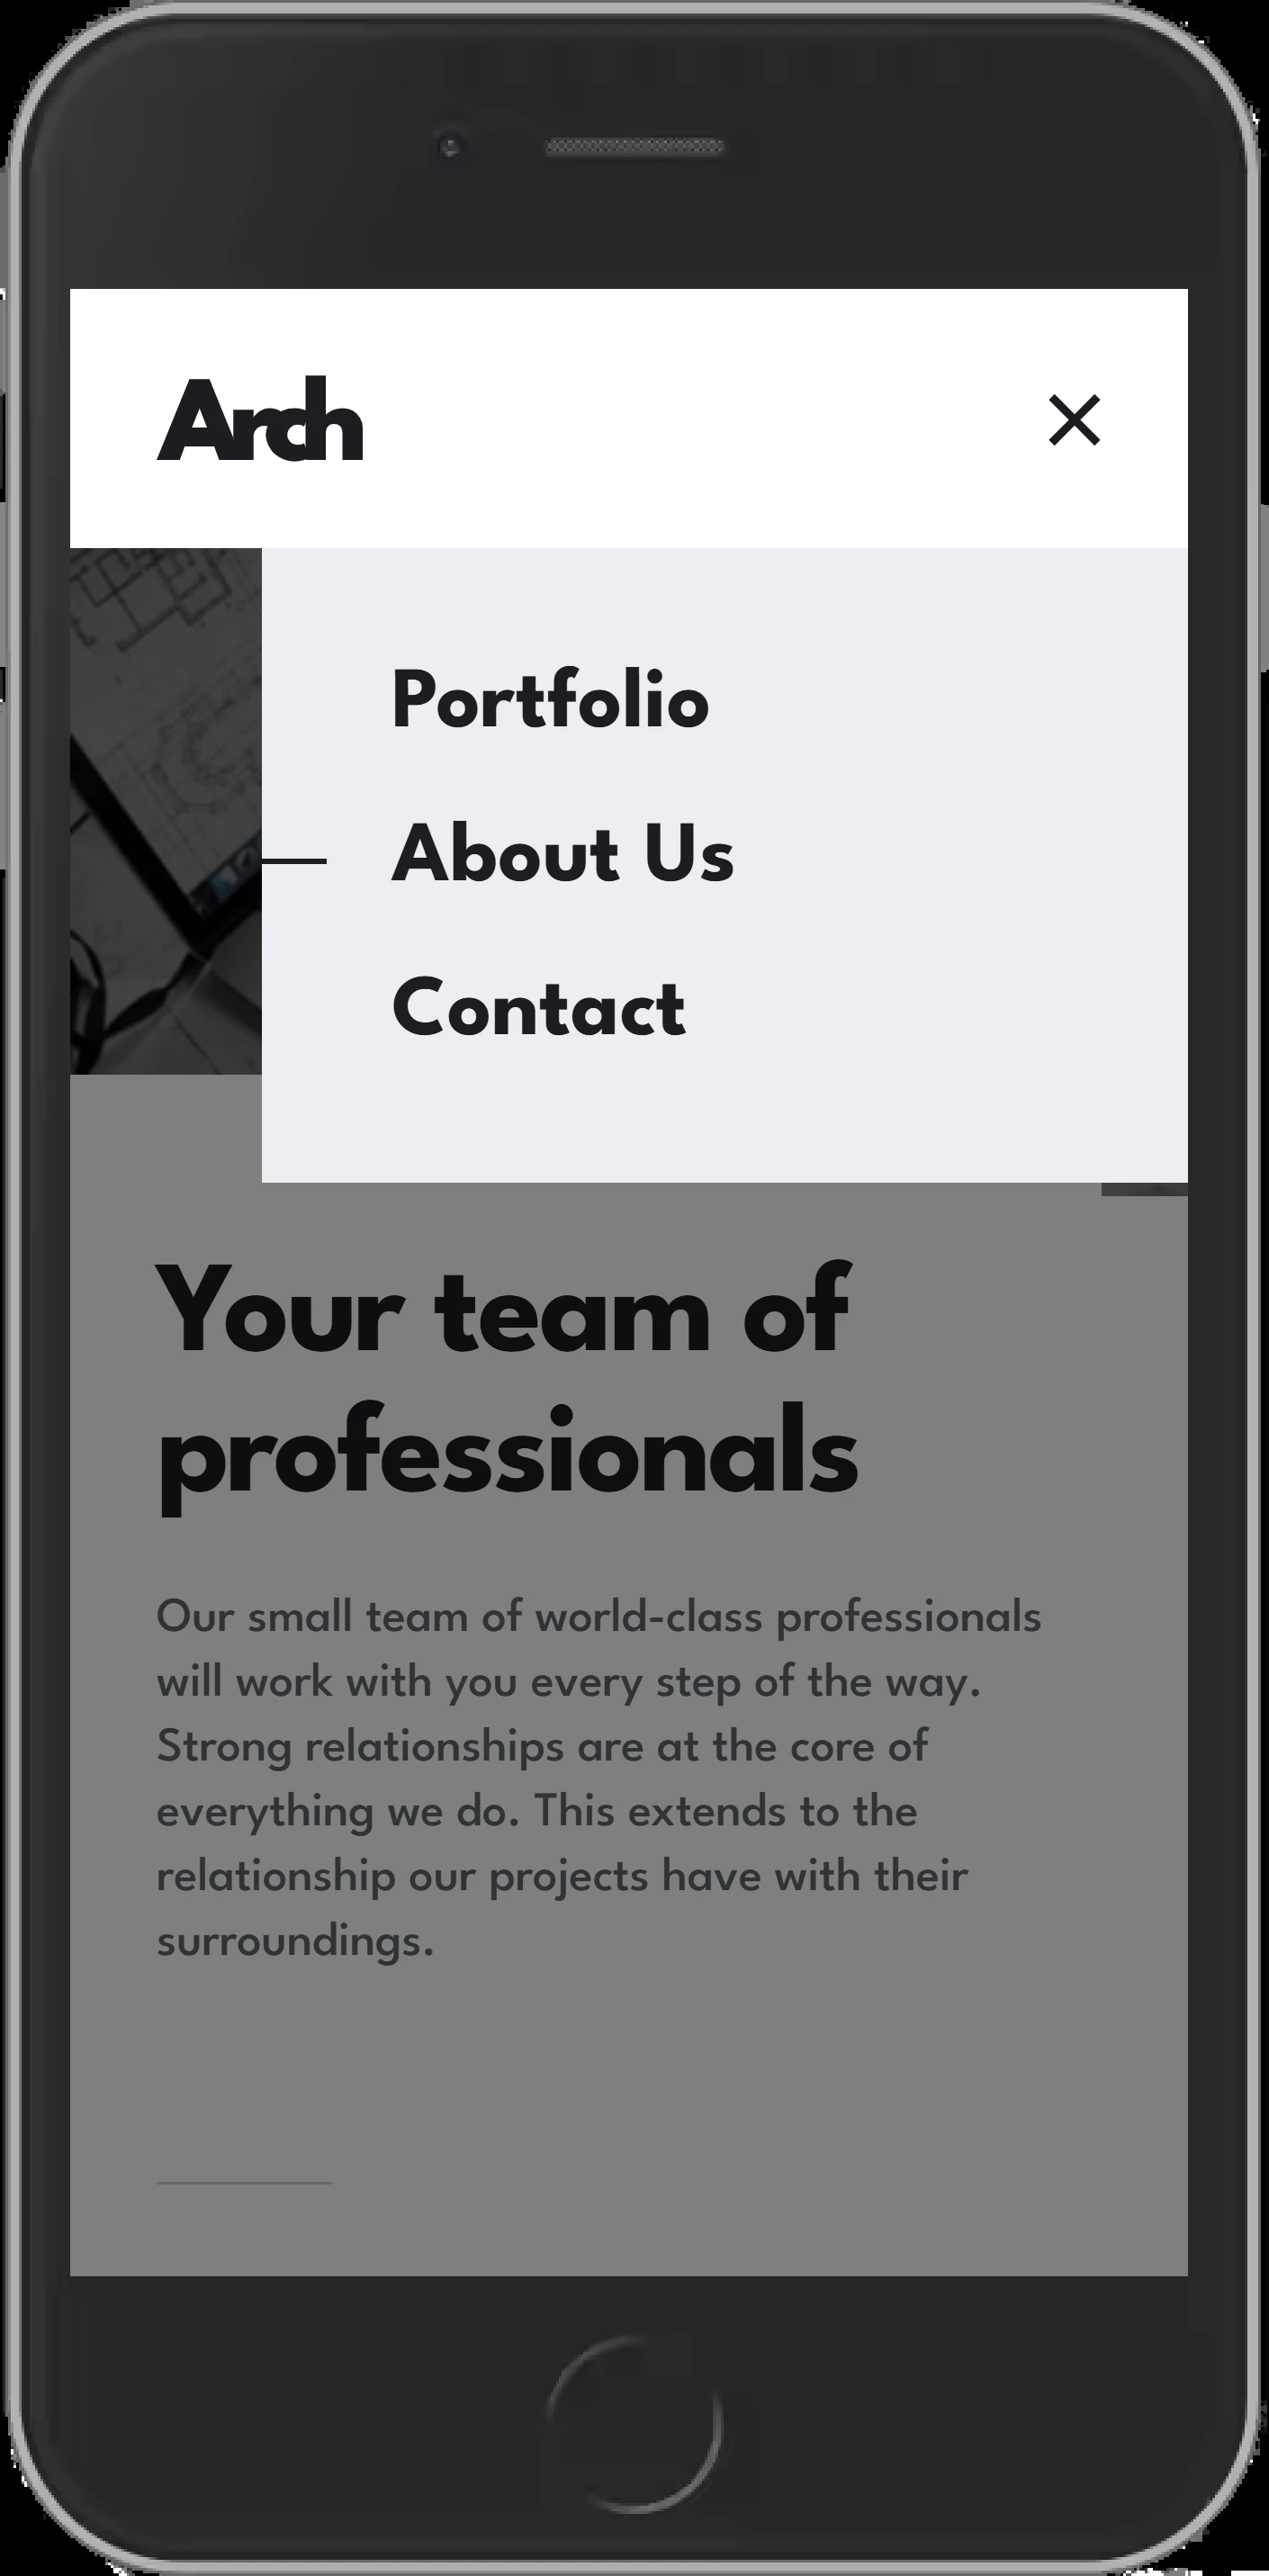 Arch
Portfolio
About Us
Contact
Your team of
professionals
Our small team of world-class professionals
will work with you every step of the way.
Strong relationships are at the core of
everything we do. This extends to the
relationship our projects have with their
surroundings.